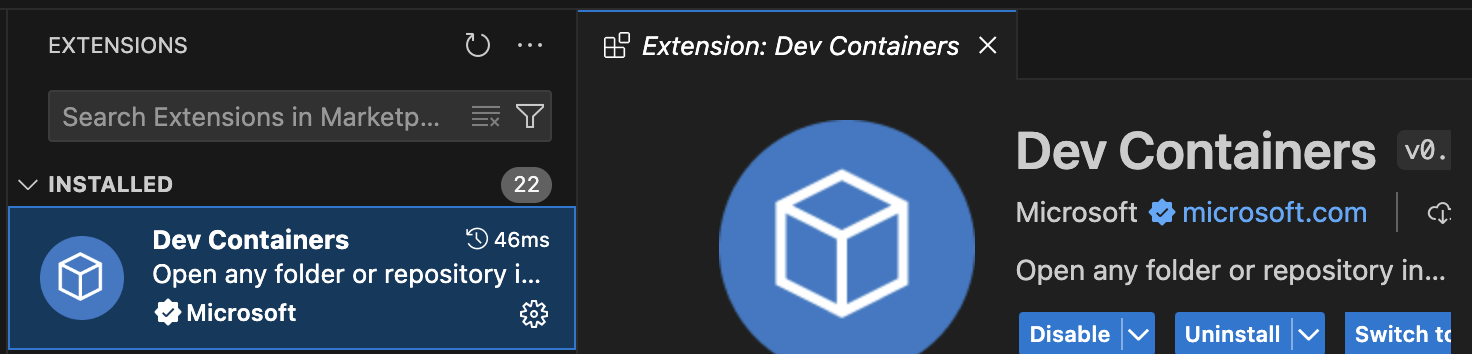 EXTENSIONS
Search Extensions in Marketp...
INSTALLED 22
Dev Containers 46ms
Open any folder or repository i...
Microsoft
Extension: Dev Containers
Dev Containers v0.
Microsoft microsoft.com
Open any folder or repository in...
Disable Uninstall Switch to